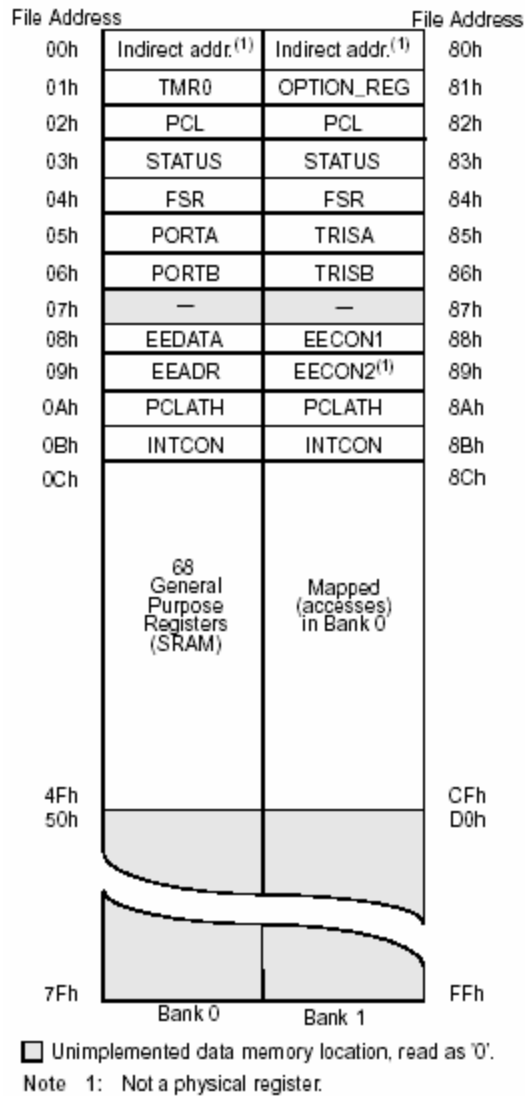 File Address File Address
00h Indirect addr.(1) Indirect addr.(1) 80h
01h TMR0 OPTION_REG 81h
02h PCL PCL 82h
03h STATUS STATUS 83h
04h FSR FSR 84h
05h PORTA TRISA 85h
06h PORTB TRISB 86h
07h — — 87h
08h EEDATA EECON1 88h
09h EEADR EECON2(1) 89h
0Ah PCLATH PCLATH 8Ah
0Bh INTCON INTCON 8Bh
0Ch 8Ch
68
General
Purpose
Registers
(SRAM)
Mapped
(accesses)
in Bank 0
4Fh CFh
50h D0h
7Fh FFh
Bank 0 Bank 1
Unimplemented data memory location, read as '0'.
Note 1: Not a physical register.